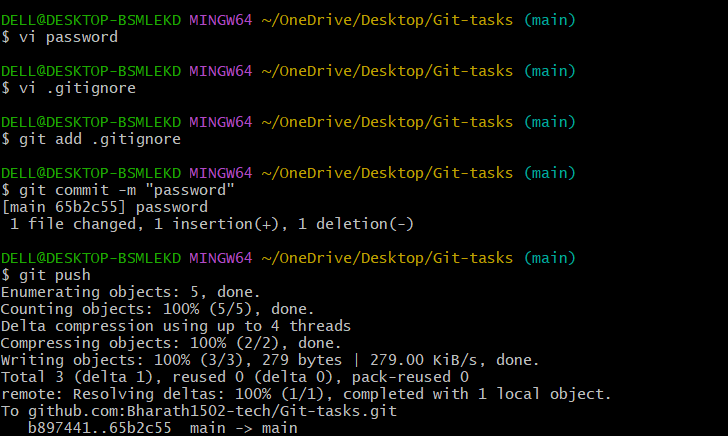 DELL@DESKTOP-BSMLEKD MINGW64 ~/OneDrive/Desktop/Git-tasks (main)
$ vi password
DELL@DESKTOP-BSMLEKD MINGW64 ~/OneDrive/Desktop/Git-tasks (main)
$ vi .gitignore
DELL@DESKTOP-BSMLEKD MINGW64 ~/OneDrive/Desktop/Git-tasks (main)
$ git add .gitignore
DELL@DESKTOP-BSMLEKD MINGW64 ~/OneDrive/Desktop/Git-tasks (main)
$ git commit -m "password"
[main 65b2c55] password
 1 file changed, 1 insertion(+), 1 deletion(-)
DELL@DESKTOP-BSMLEKD MINGW64 ~/OneDrive/Desktop/Git-tasks (main)
$ git push
Enumerating objects: 5, done.
Counting objects: 100% (5/5), done.
Delta compression using up to 4 threads
Compressing objects: 100% (2/2), done.
Writing objects: 100% (3/3), 279 bytes | 279.00 KiB/s, done.
Total 3 (delta 1), reused 0 (delta 0), pack-reused 0
remote: Resolving deltas: 100% (1/1), completed with 1 local object.
To github.com:Bharath1502-tech/Git-tasks.git
   b897441..65b2c55  main -> main